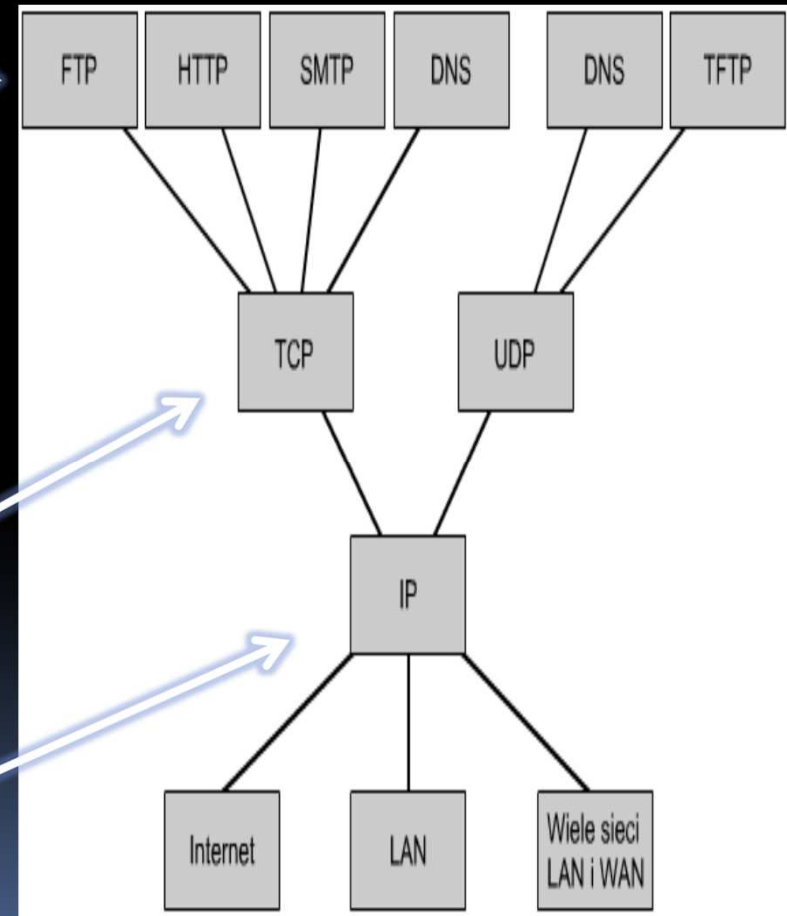 FTP
HTTP
SMTP
DNS
DNS
TFTP
TCP
UDP
IP
Internet
LAN
Wiele sieci
LAN i WAN